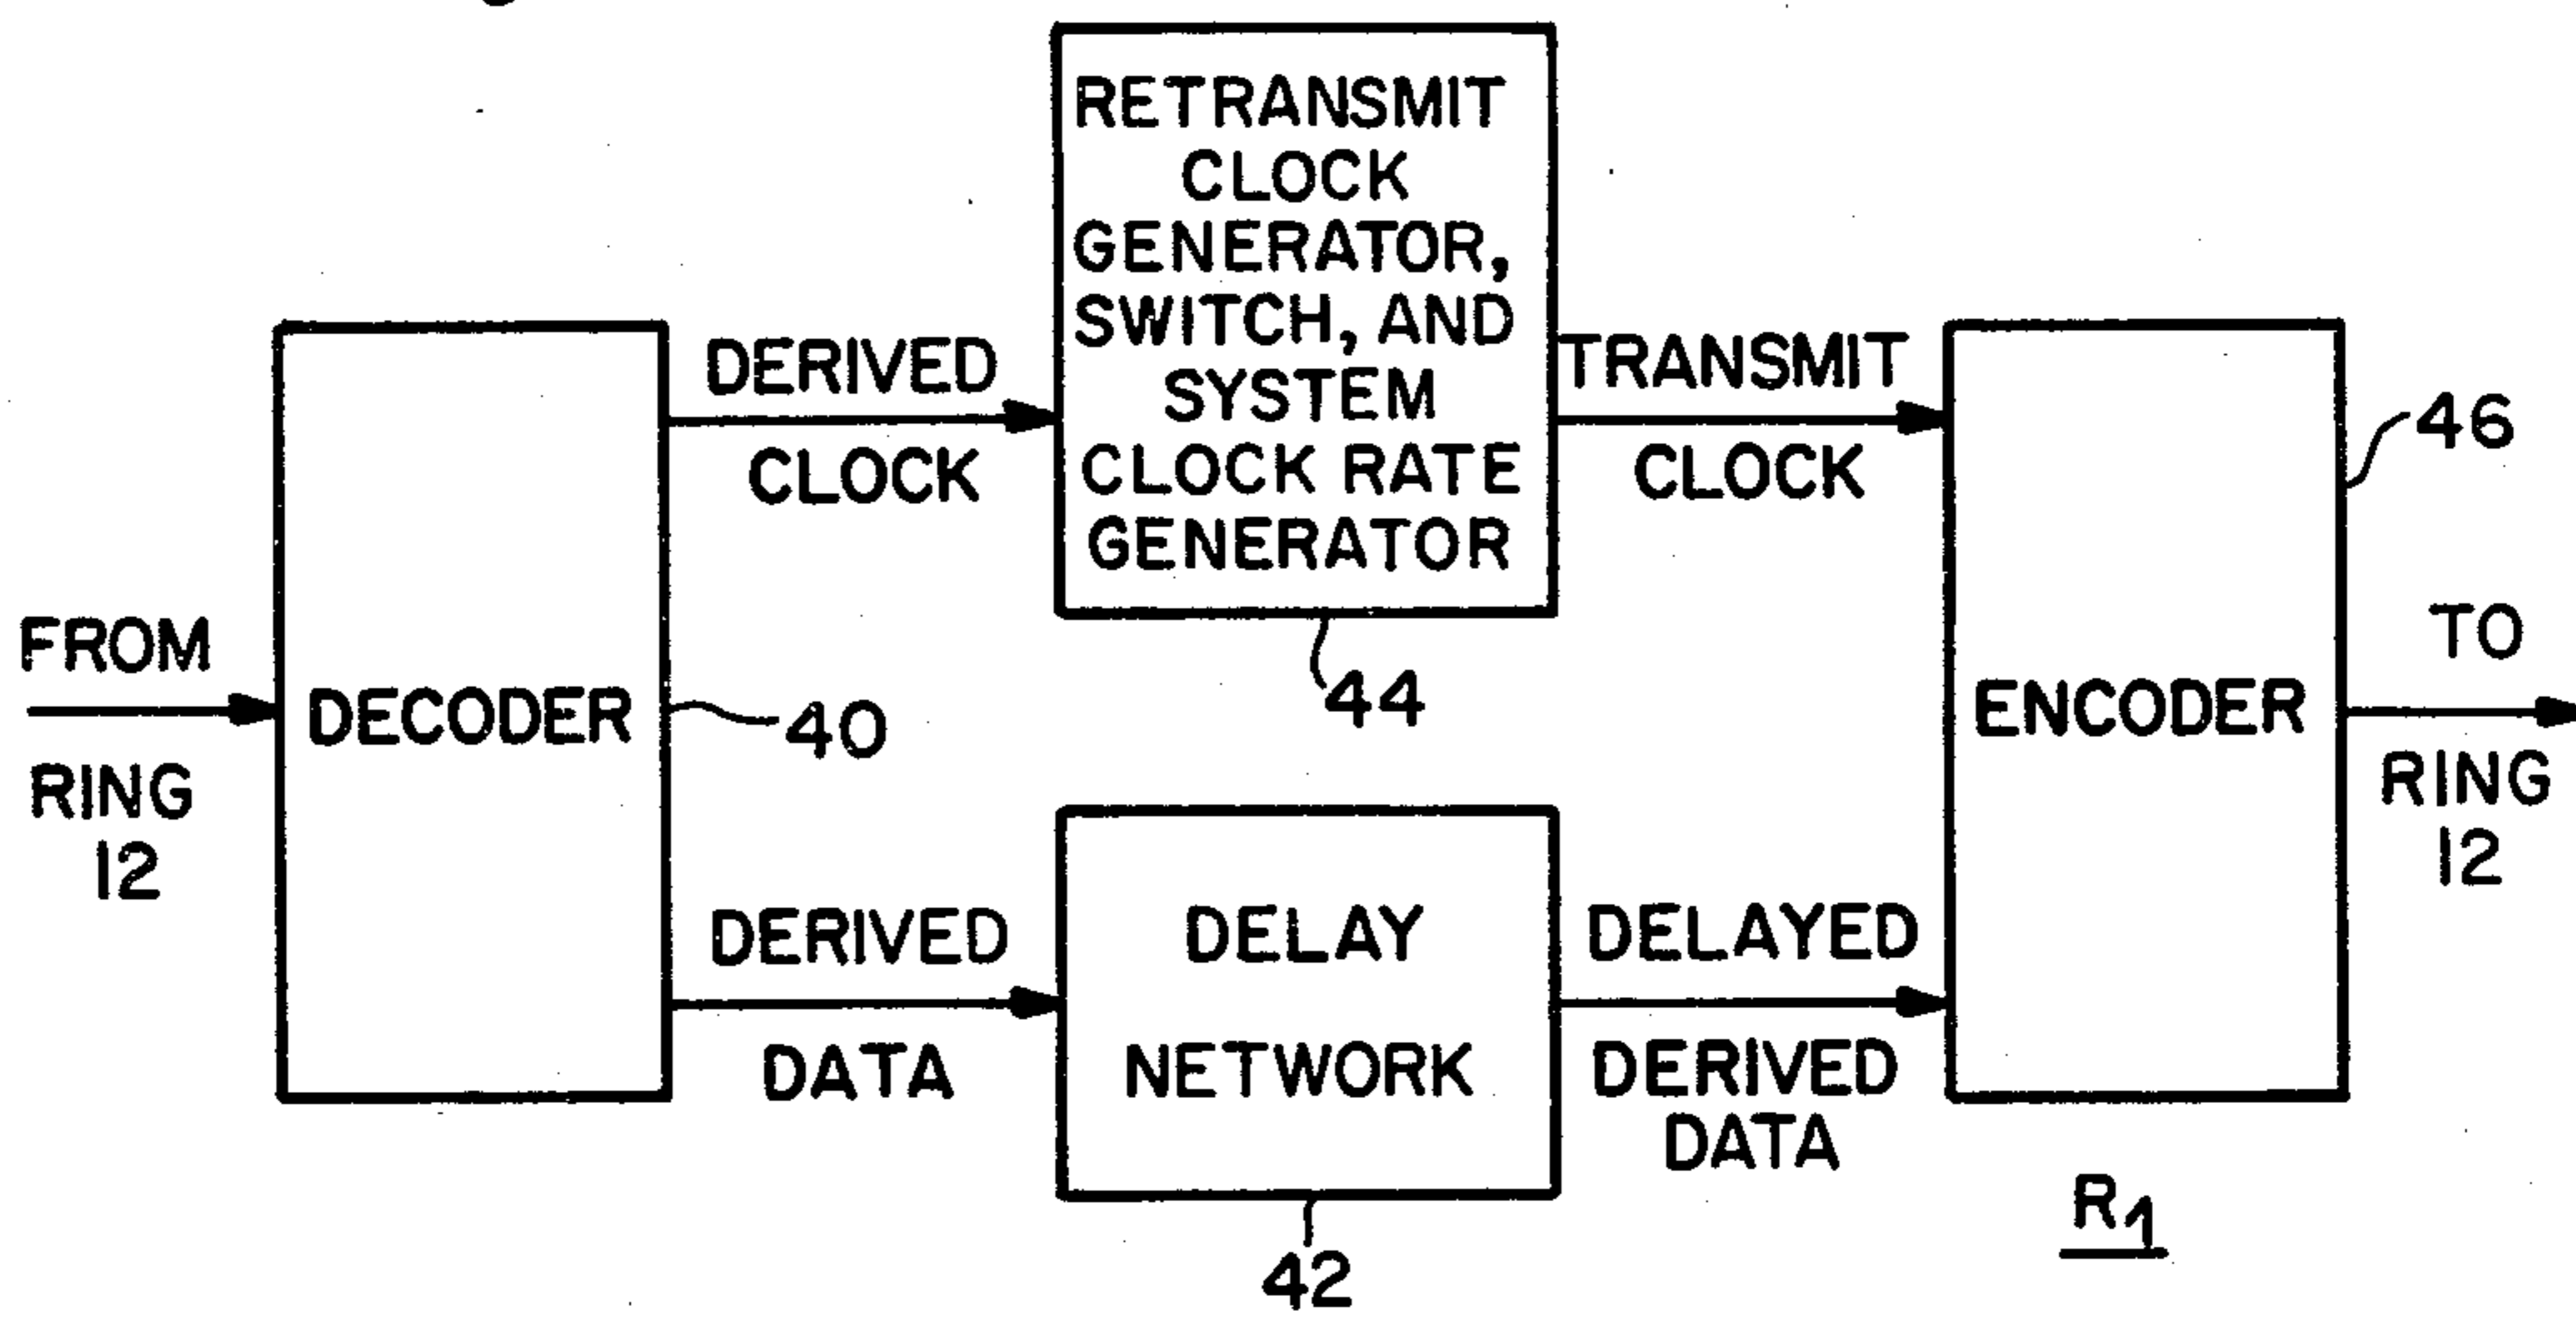 RETRANSMIT
CLOCK
GENERATOR,
SWITCH, AND
SYSTEM
CLOCK RATE
GENERATOR
44
FROM
RING
12
DECODER
40
DERIVED
CLOCK
TRANSMIT
CLOCK
DERIVED
DATA
DELAY
NETWORK
42
DELAYED
DERIVED
DATA
ENCODER
46
TO
RING
12
R1